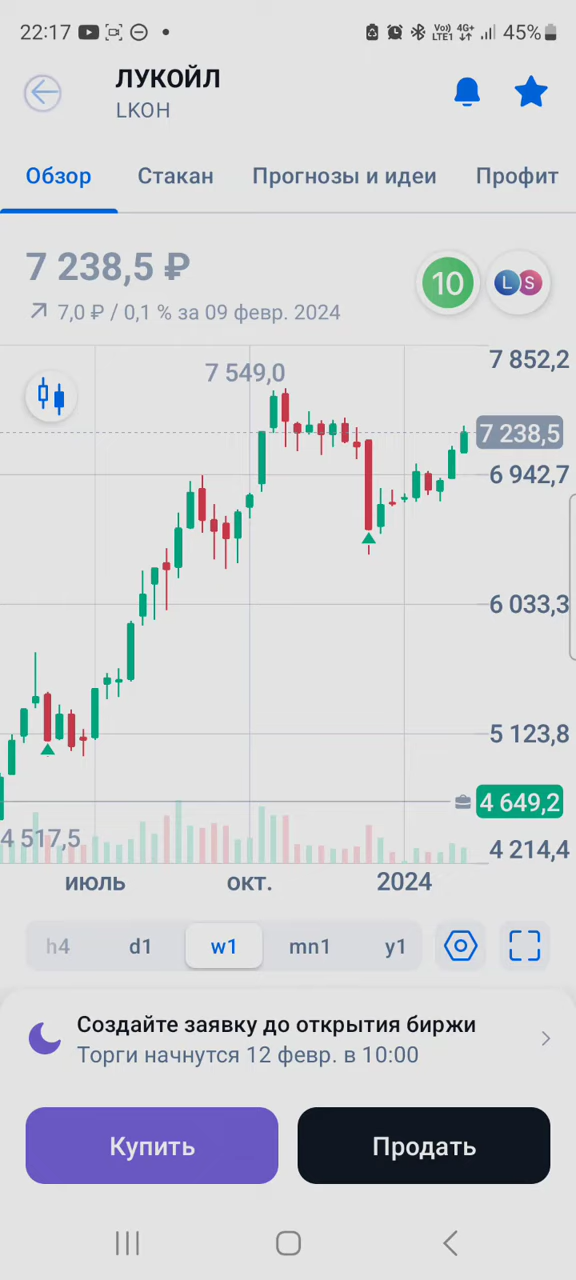 22:17 Vo)) LTE1 4G+ 45%
ЛУКОЙЛ
LKOH
Обзор Стакан Прогнозы и идеи Профит
7 238,5 ₽
10 L S
7,0 ₽ / 0,1 % за 09 февр. 2024
7 852,2
7 549,0
7 238,5
6 942,7
6 033,3
5 123,8
4 649,2
4 517,5
4 214,4
июль окт. 2024
h4 d1 w1 mn1 y1
Создайте заявку до открытия биржи
Торги начнутся 12 февр. в 10:00
Купить Продать